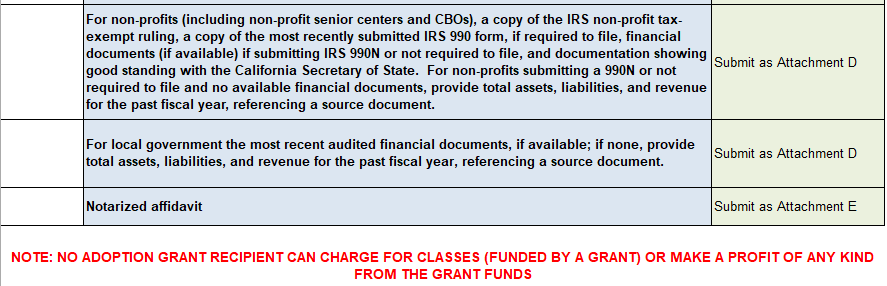 For non-profits (including non-profit senior centers and CBOs), a copy of the IRS non-profit tax-
exempt ruling, a copy of the most recently submitted IRS 990 form, if required to file, financial
documents (if available) if submitting IRS 990N or not required to file, and documentation showing
good standing with the California Secretary of State.  For non-profits submitting a 990N or not
required to file and no available financial documents, provide total assets, liabilities, and revenue
for the past fiscal year, referencing a source document.
Submit as Attachment D
For local government the most recent audited financial documents, if available; if none, provide
total assets, liabilities, and revenue for the past fiscal year, referencing a source document.
Submit as Attachment D
Notarized affidavit
Submit as Attachment E
NOTE: NO ADOPTION GRANT RECIPIENT CAN CHARGE FOR CLASSES (FUNDED BY A GRANT) OR MAKE A PROFIT OF ANY KIND
FROM THE GRANT FUNDS